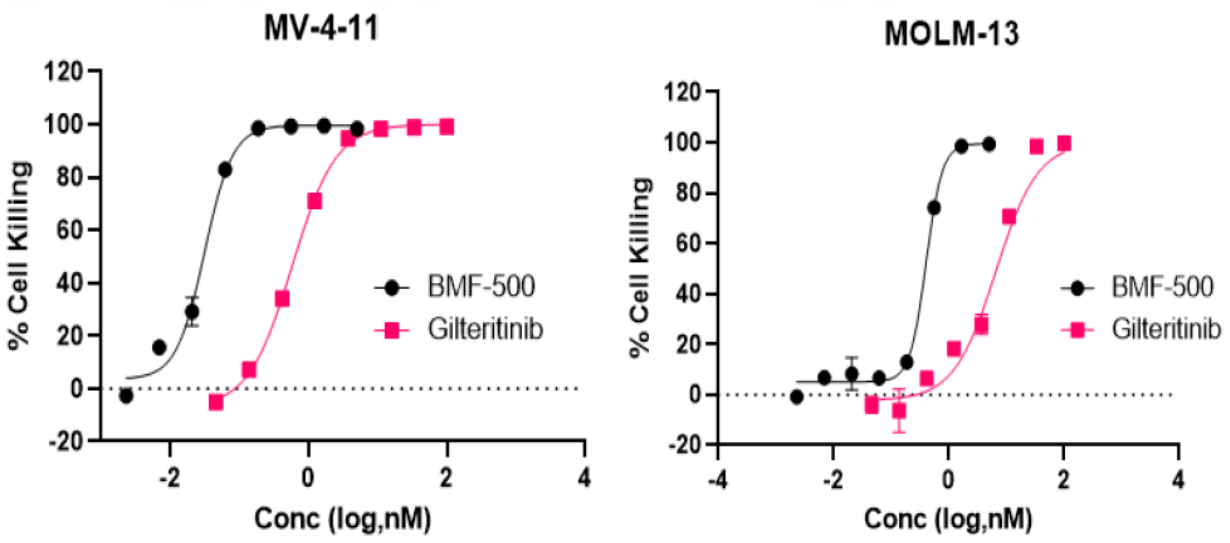 MV-4-11
120
100
80
60
40
20
0
-20
% Cell Killing
-2
0
2
4
Conc (log,nM)
BMF-500
Gilteritinib
MOLM-13
120
100
80
60
40
20
0
-20
% Cell Killing
-4
-2
0
2
4
Conc (log,nM)
BMF-500
Gilteritinib